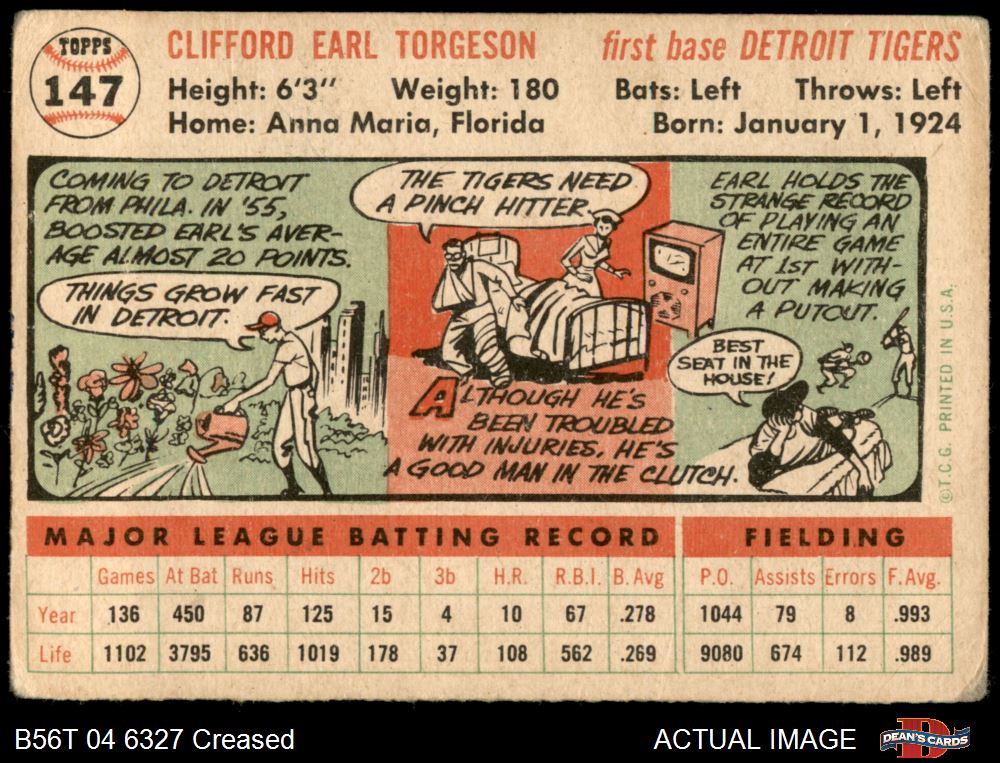 TOPPS
147
CLIFFORD EARL TORGESON first base DETROIT TIGERS
Height: 6'3" Weight: 180 Bats: Left Throws: Left
Home: Anna Maria, Florida Born: January 1, 1924
COMING TO DETROIT
FROM PHILA. IN '55,
BOOSTED EARL'S AVER-
AGE ALMOST 20 POINTS.
THINGS GROW FAST
IN DETROIT.
THE TIGERS NEED
A PINCH HITTER.
ALTHOUGH HE'S
BEEN TROUBLED
WITH INJURIES, HE'S
A GOOD MAN IN THE CLUTCH.
EARL HOLDS THE
STRANGE RECORD
OF PLAYING AN
ENTIRE GAME
AT 1ST WITH-
OUT MAKING
A PUTOUT.
BEST
SEAT IN THE
HOUSE!
©T.C.G. PRINTED IN U.S.A.
MAJOR LEAGUE BATTING RECORD FIELDING
Games At Bat Runs Hits 2b 3b H.R. R.B.I. B. Avg P.O. Assists Errors F. Avg.
Year 136 450 87 125 15 4 10 67 .278 1044 79 8 .993
Life 1102 3795 636 1019 178 37 108 562 .269 9080 674 112 .989
B56T 04 6327 Creased ACTUAL IMAGE
DEAN'S CARDS